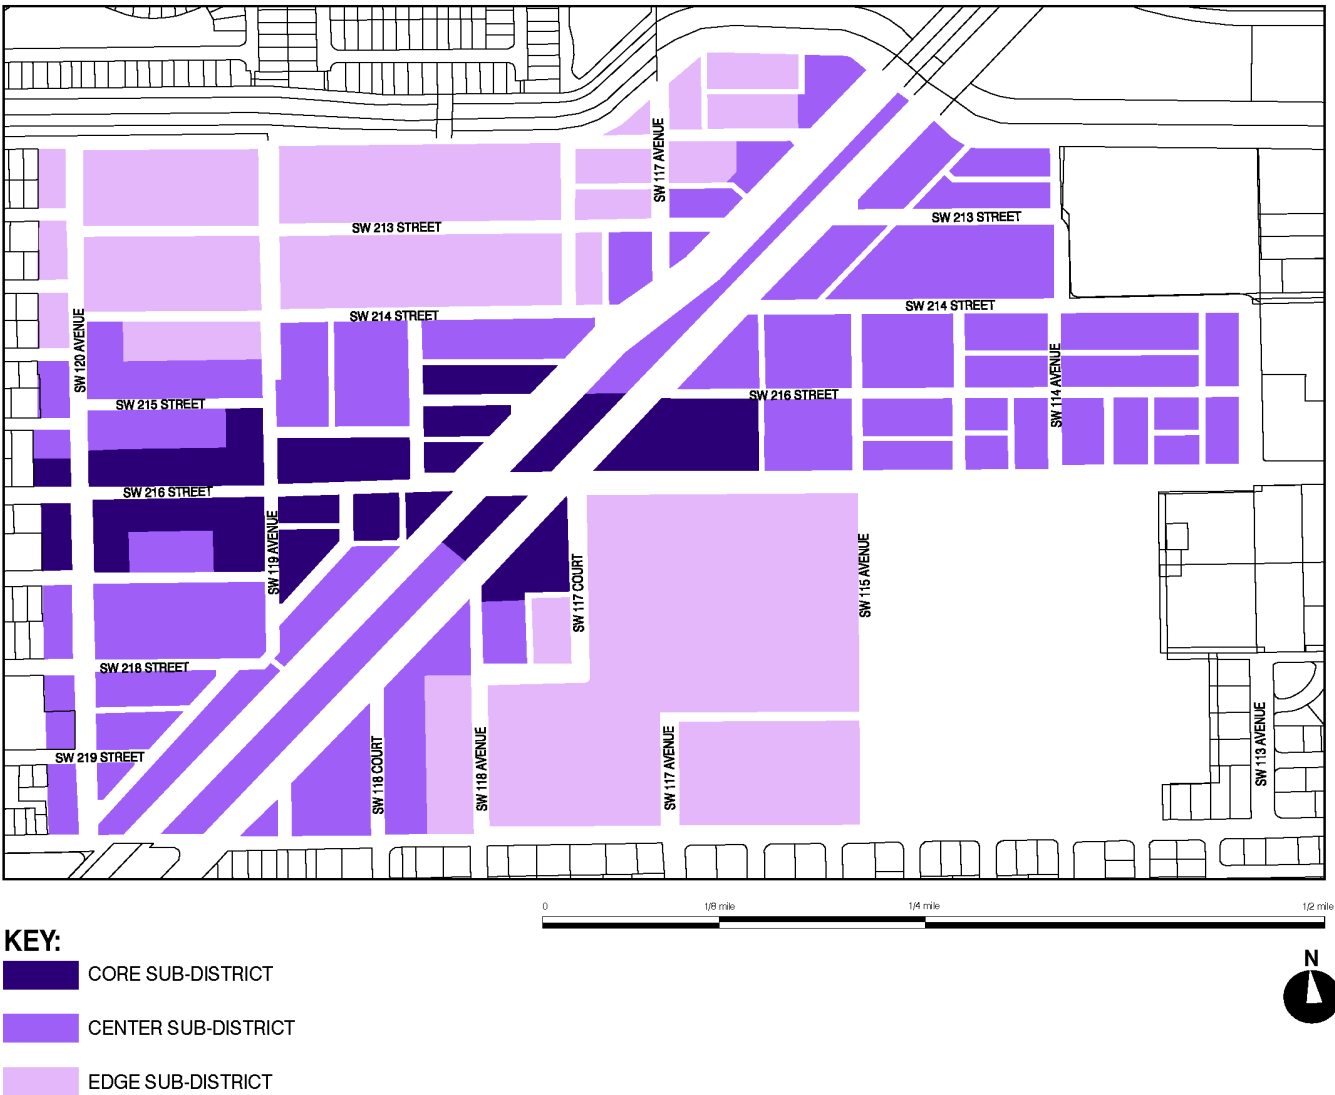 SW 117 AVENUE
SW 213 STREET
SW 213 STREET
SW 214 STREET
SW 214 STREET
SW 120 AVENUE
SW 114 AVENUE
SW 215 STREET
SW 216 STREET
SW 216 STREET
SW 119 AVENUE
SW 117 COURT
SW 115 AVENUE
SW 218 STREET
SW 219 STREET
SW 118 COURT
SW 118 AVENUE
SW 117 AVENUE
SW 113 AVENUE
0 1/8 mile 1/4 mile 1/2 mile
KEY:
N
CORE SUB-DISTRICT
CENTER SUB-DISTRICT
EDGE SUB-DISTRICT